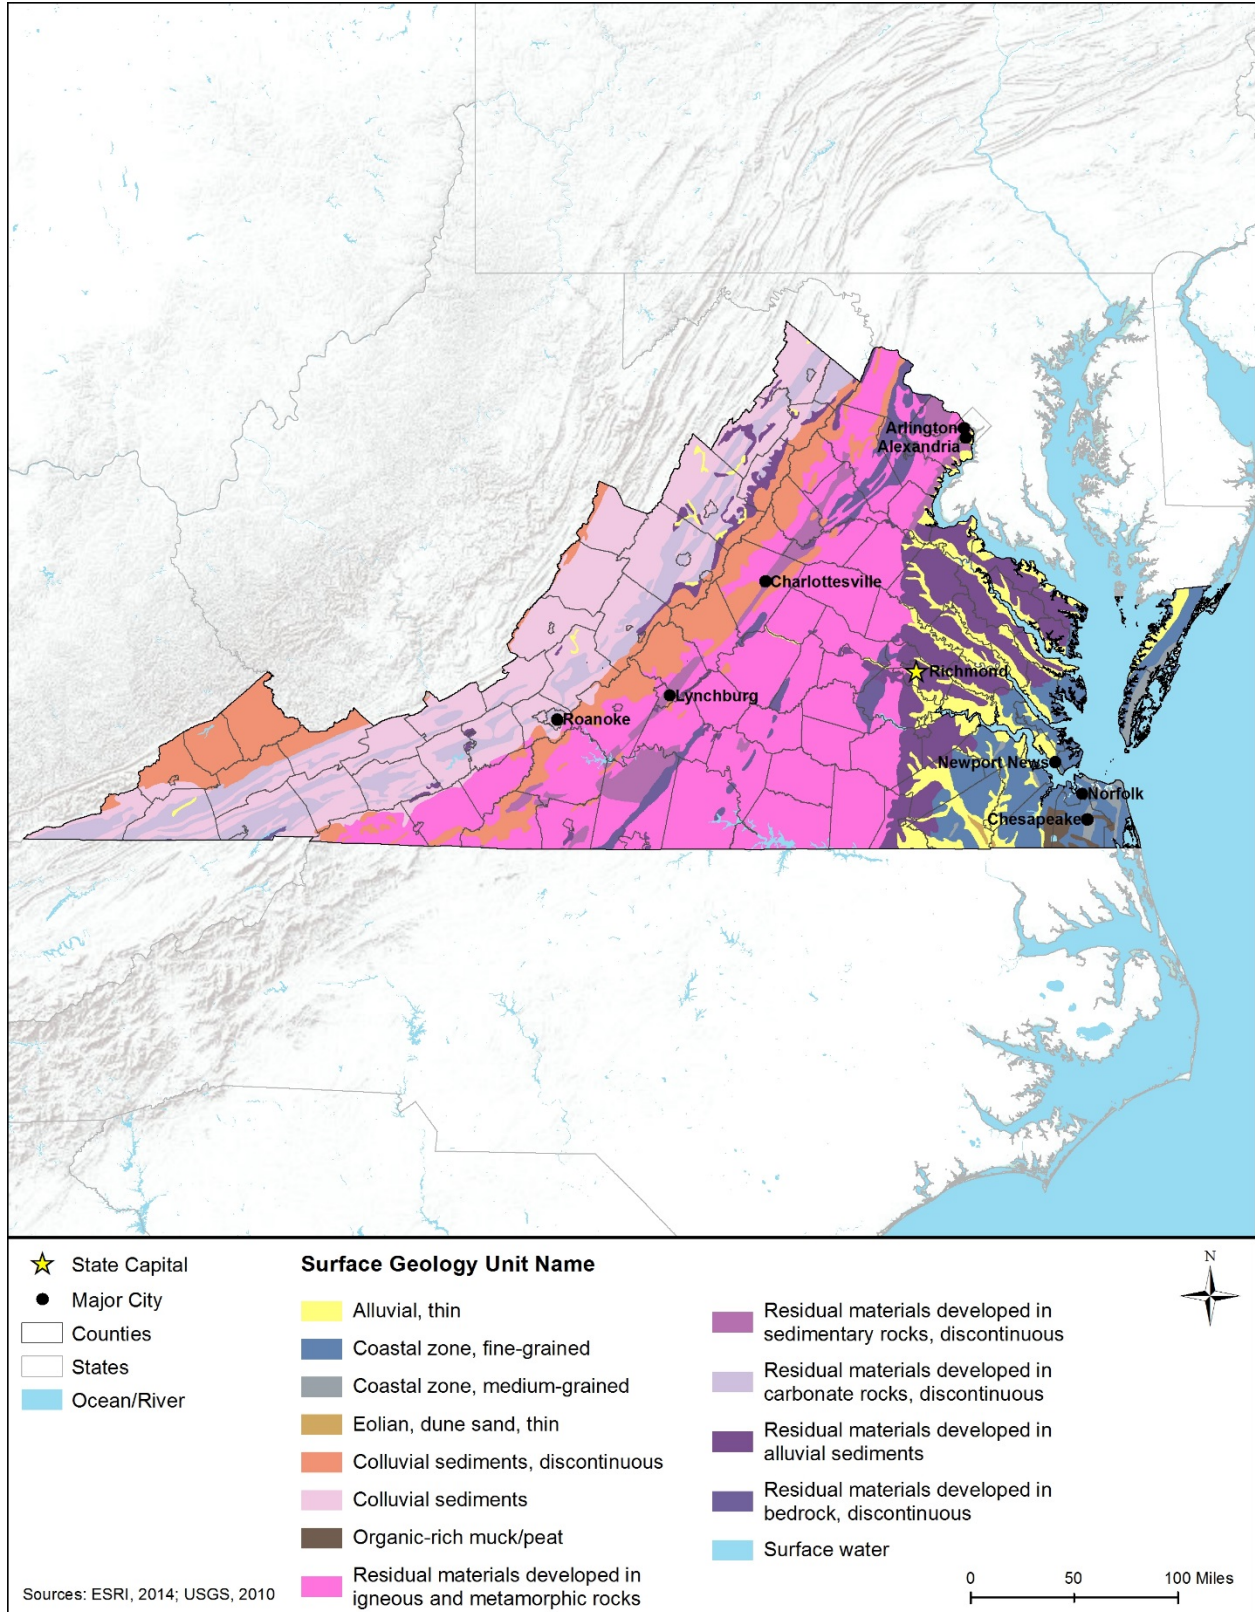 Arlington
Alexandria
Charlottesville
Richmond
Lynchburg
Roanoke
Newport News
Norfolk
Chesapeake
State Capital
Major City
Counties
States
Ocean/River
Sources: ESRI, 2014; USGS, 2010
Surface Geology Unit Name
Alluvial, thin
Coastal zone, fine-grained
Coastal zone, medium-grained
Eolian, dune sand, thin
Colluvial sediments, discontinuous
Colluvial sediments
Organic-rich muck/peat
Residual materials developed in
igneous and metamorphic rocks
Residual materials developed in
sedimentary rocks, discontinuous
Residual materials developed in
carbonate rocks, discontinuous
Residual materials developed in
alluvial sediments
Residual materials developed in
bedrock, discontinuous
Surface water
N
0 50 100 Miles